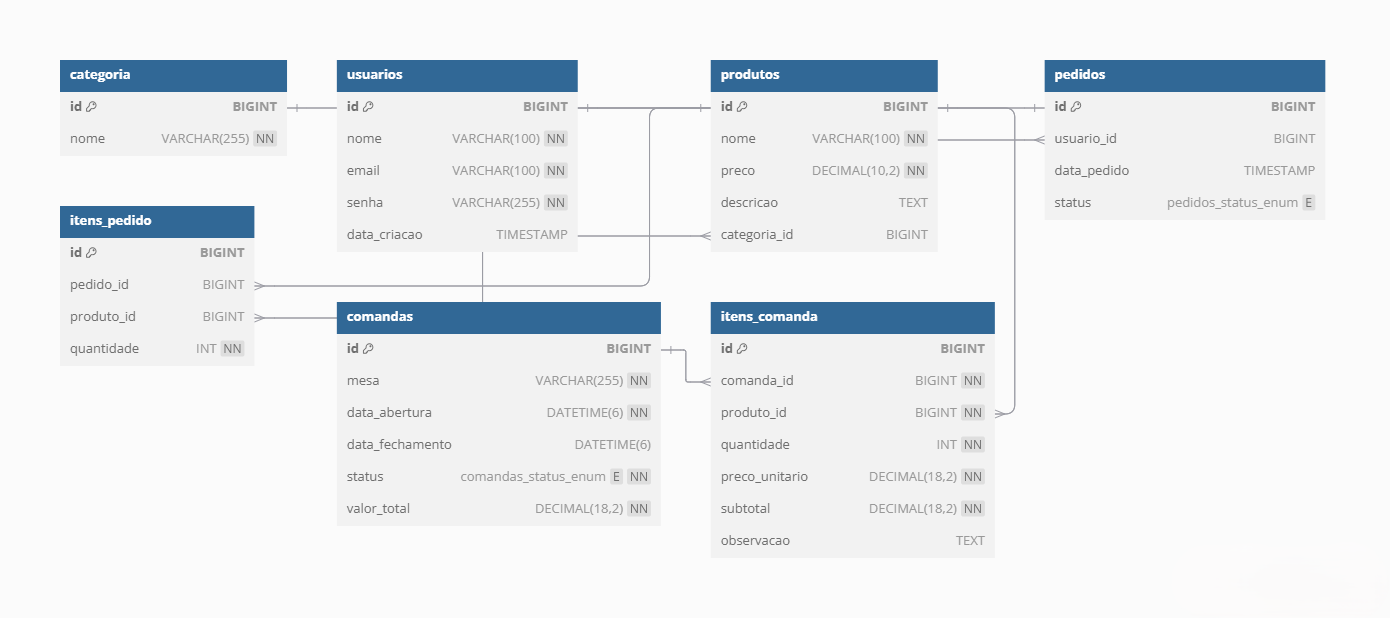 categoria
id BIGINT
nome VARCHAR(255) NN
usuarios
id BIGINT
nome VARCHAR(100) NN
email VARCHAR(100) NN
senha VARCHAR(255) NN
data_criacao TIMESTAMP
produtos
id BIGINT
nome VARCHAR(100) NN
preco DECIMAL(10,2) NN
descricao TEXT
categoria_id BIGINT
pedidos
id BIGINT
usuario_id BIGINT
data_pedido TIMESTAMP
status pedidos_status_enum E
itens_pedido
id BIGINT
pedido_id BIGINT
produto_id BIGINT
quantidade INT NN
comandas
id BIGINT
mesa VARCHAR(255) NN
data_abertura DATETIME(6) NN
data_fechamento DATETIME(6)
status comandas_status_enum E NN
valor_total DECIMAL(18,2) NN
itens_comanda
id BIGINT
comanda_id BIGINT NN
produto_id BIGINT NN
quantidade INT NN
preco_unitario DECIMAL(18,2) NN
subtotal DECIMAL(18,2) NN
observacao TEXT